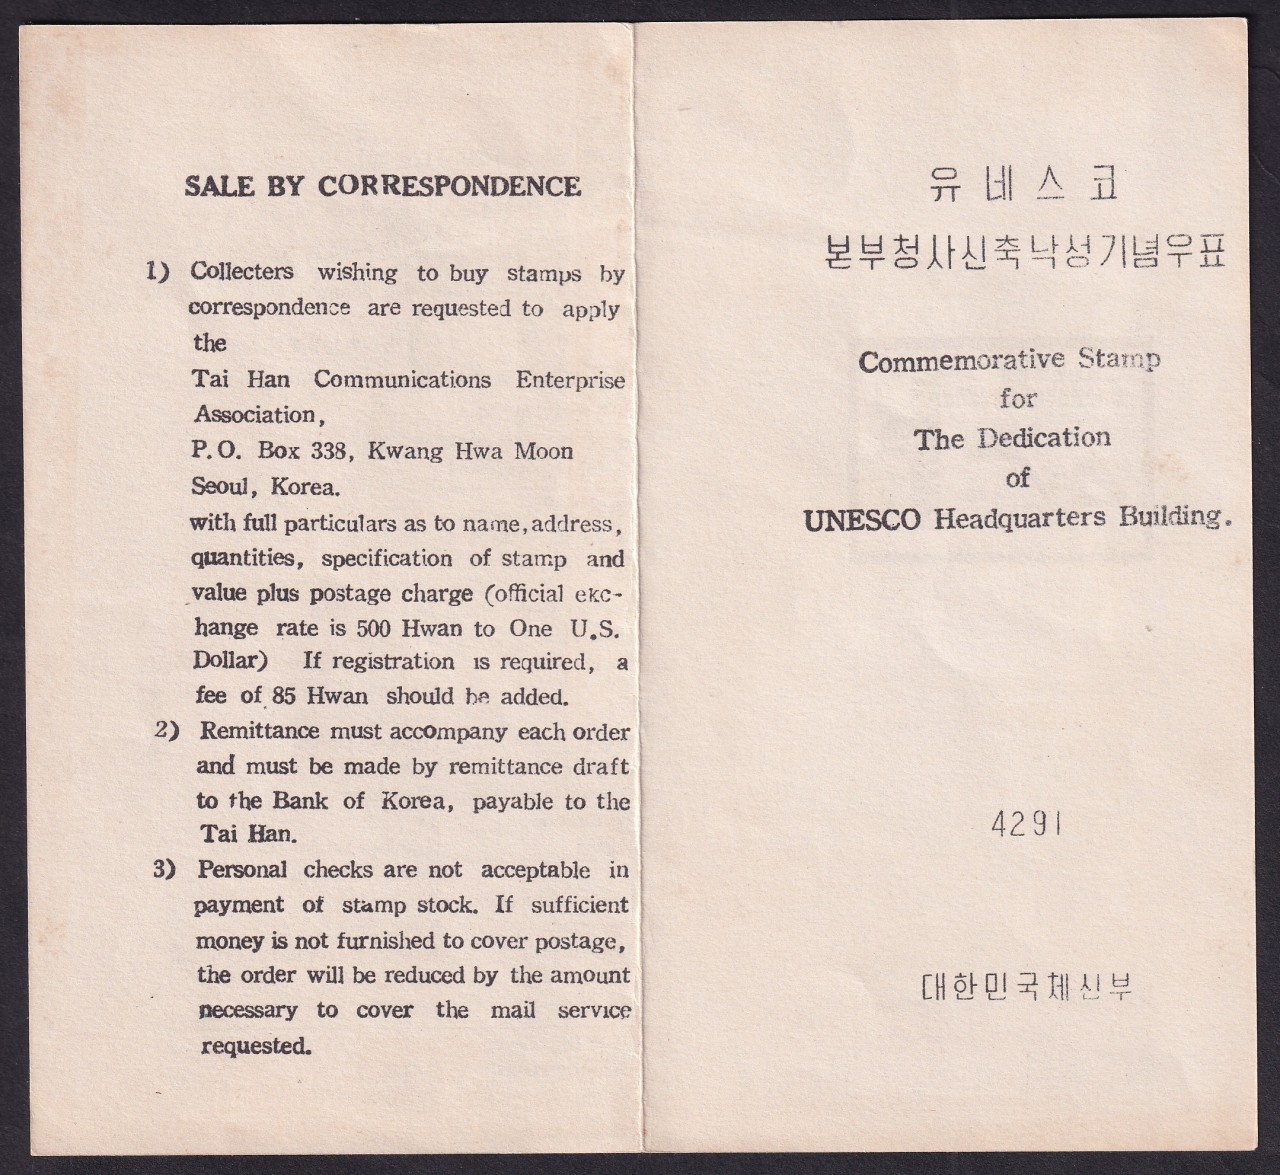 SALE BY CORRESPONDENCE
1) Collecters wishing to buy stamps by
correspondence are requested to apply
the
Tai Han Communications Enterprise
Association,
P.O. Box 338, Kwang Hwa Moon
Seoul, Korea.
with full particulars as to name, address,
quantities, specification of stamp and
value plus postage charge (official exc-
hange rate is 500 Hwan to One U.S.
Dollar) If registration is required, a
fee of 85 Hwan should be added.
2) Remittance must accompany each order
and must be made by remittance draft
to the Bank of Korea, payable to the
Tai Han.
3) Personal checks are not acceptable in
payment of stamp stock. If sufficient
money is not furnished to cover postage,
the order will be reduced by the amount
necessary to cover the mail service
requested.
유네스코
본부청사신축낙성기념우표
Commemorative Stamp
for
The Dedication
of
UNESCO Headquarters Building.
4291
대한민국체신부